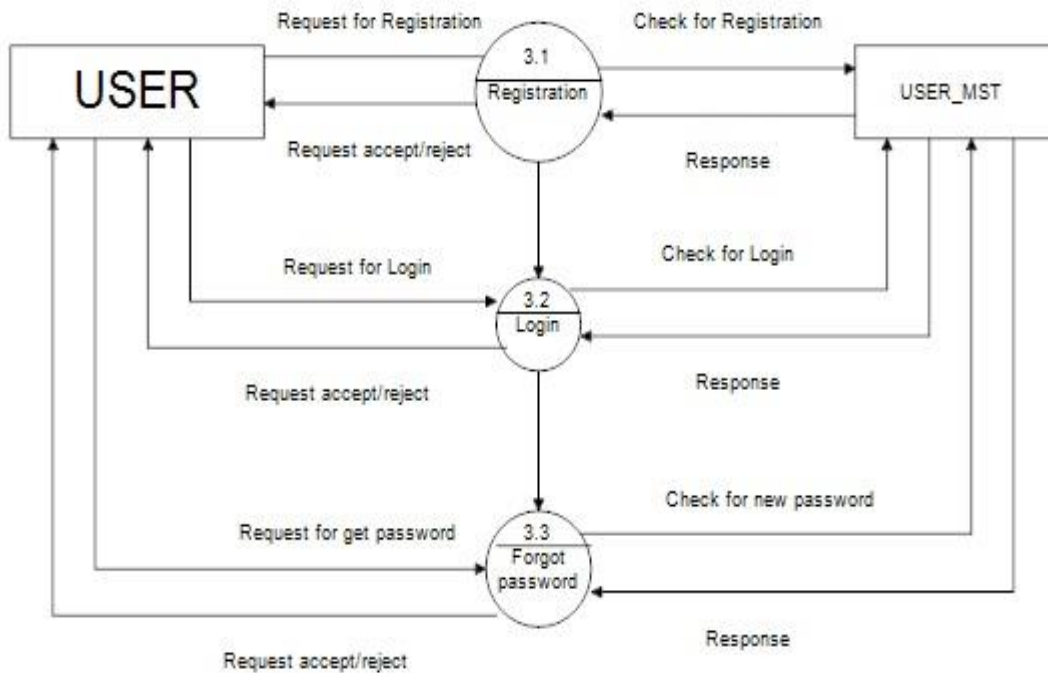 Request for Registration
Check for Registration
3.1
Registration
USER
USER_MST
Request accept/reject
Response
Request for Login
Check for Login
3.2
Login
Request accept/reject
Response
Check for new password
Request for get password
3.3
Forgot
password
Response
Request accept/reject